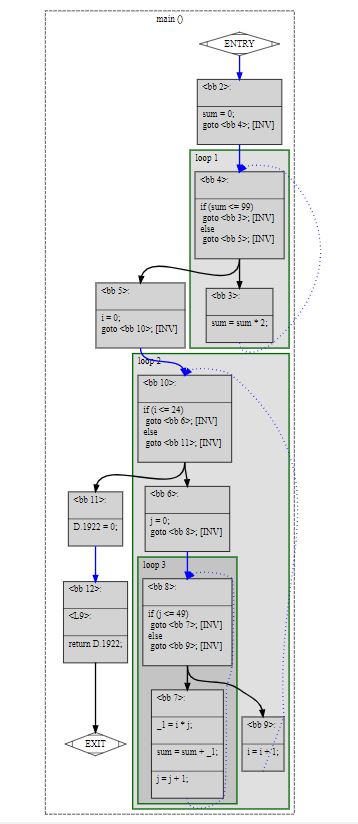 main ()
ENTRY
<bb 2>:
sum = 0;
goto <bb 4>; [INV]
loop 1
<bb 4>:
if (sum <= 99)
goto <bb 3>; [INV]
else
goto <bb 5>; [INV]
<bb 5>:
i = 0;
goto <bb 10>; [INV]
<bb 3>:
sum = sum * 2;
loop 2
<bb 10>:
if (i <= 24)
goto <bb 6>; [INV]
else
goto <bb 11>; [INV]
<bb 11>:
D.1922 = 0;
<bb 6>:
j = 0;
goto <bb 8>; [INV]
loop 3
<bb 12>:
<L9>:
return D.1922;
<bb 8>:
if (j <= 49)
goto <bb 7>; [INV]
else
goto <bb 9>; [INV]
<bb 7>:
_1 = i * j;
sum = sum + _1;
j = j + 1;
<bb 9>:
i = i + 1;
EXIT